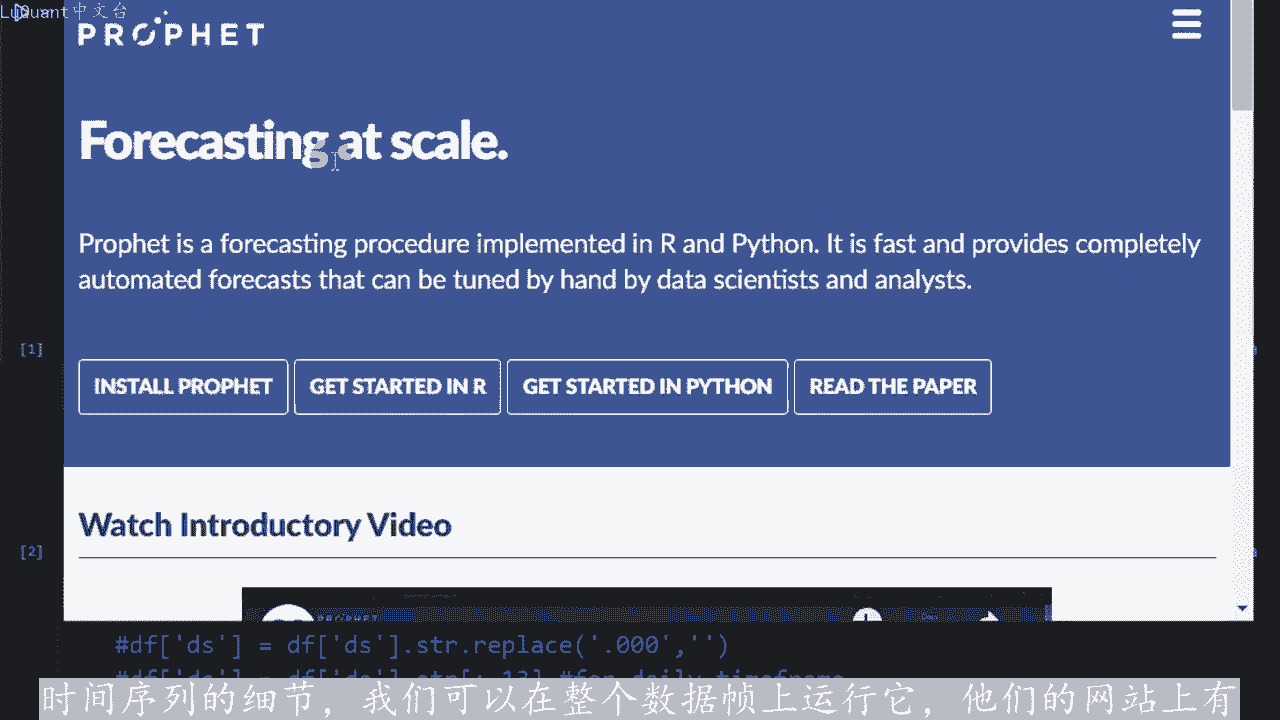 LuQuant中文台
PROPHET
Forecasting at scale.
Prophet is a forecasting procedure implemented in R and Python. It is fast and provides completely
automated forecasts that can be tuned by hand by data scientists and analysts.
INSTALL PROPHET GET STARTED IN R GET STARTED IN PYTHON READ THE PAPER
[1]
Watch Introductory Video
[2]
PROPHET
#df['ds'] = df['ds'].str.replace('.000','')
时间序列的细节，我们可以在整个数据帧上运行它，他们的网站上有